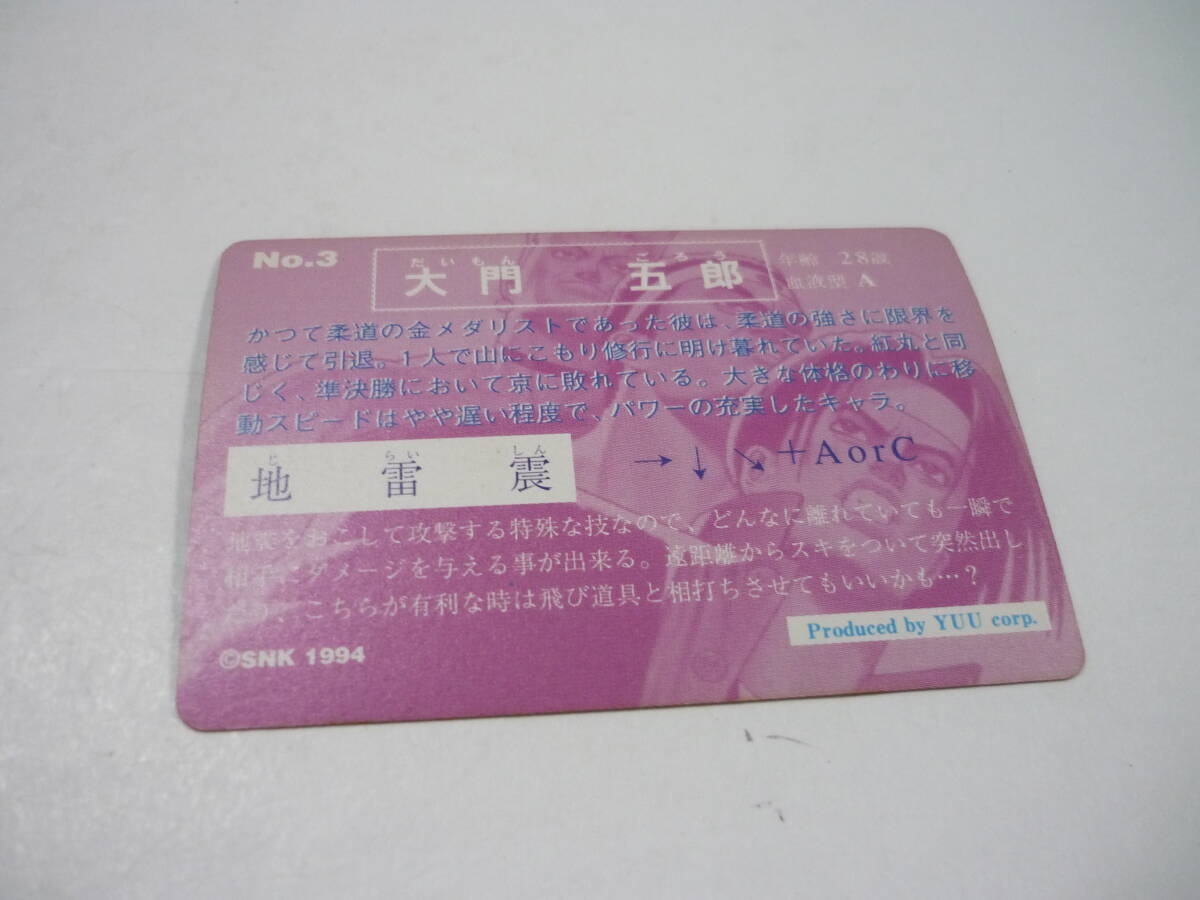 No.3
だいもん ごろう
大門 五郎
年齢 28歳
血液型 A
かつて柔道の金メダリストであった彼は、柔道の強さに限界を
感じて引退。1人で山にこもり修行に明け暮れていた。紅丸と同
じく、準決勝において京に敗れている。大きな体格のわりに移
動スピードはやや遅い程度で、パワーの充実したキャラ。
じ らい しん
地 雷 震
→↓↘+AorC
地震をおこして攻撃する特殊な技なので、どんなに離れていても一瞬で
相手にダメージを与える事が出来る。遠距離からスキをついて突然出し
たり、こちらが有利な時は飛び道具と相打ちさせてもいいかも…?
Produced by YUU corp.
©SNK 1994